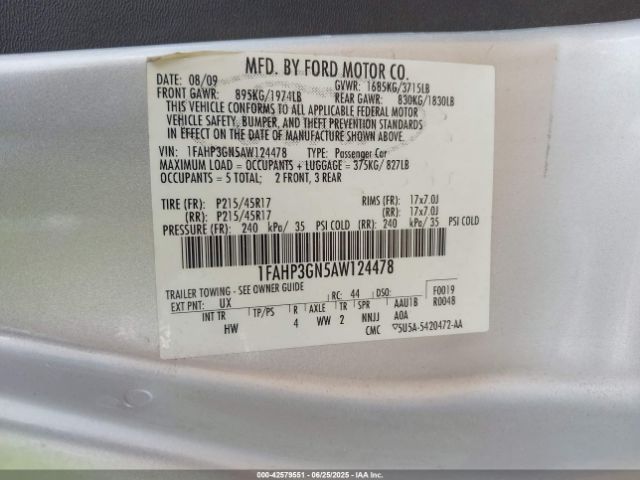 MFD. BY FORD MOTOR CO.
DATE: 08/09 GVWR: 1685KG/3715LB
FRONT GAWR: 895KG/1974LB REAR GAWR: 830KG/1830LB
THIS VEHICLE CONFORMS TO ALL APPLICABLE FEDERAL MOTOR
VEHICLE SAFETY, BUMPER, AND THEFT PREVENTION STANDARDS
IN EFFECT ON THE DATE OF MANUFACTURE SHOWN ABOVE.
VIN: 1FAHP3GN5AW124478 TYPE: Passenger Car
MAXIMUM LOAD = OCCUPANTS + LUGGAGE = 375KG/ 827LB
OCCUPANTS = 5 TOTAL: 2 FRONT, 3 REAR
TIRE (FR): P215/45R17 RIMS (FR): 17x7.0J
(RR): P215/45R17 (RR): 17x7.0J
PRESSURE (FR): 240 kPa/ 35 PSI COLD (RR): 240 kPa/ 35 PSI COLD
1FAHP3GN5AW124478
TRAILER TOWING - SEE OWNER GUIDE RC: 44 DSO: F0019
EXT PNT: UX R0048
INT TR TP/PS R AXLE TR SPR AAU1B
HW 4 WW 2 NNJJ A0A
CMC ▽5U5A-5420472-AA
000-42579551 - 06/25/2025 - COPYRIGHT IAA, LLC.